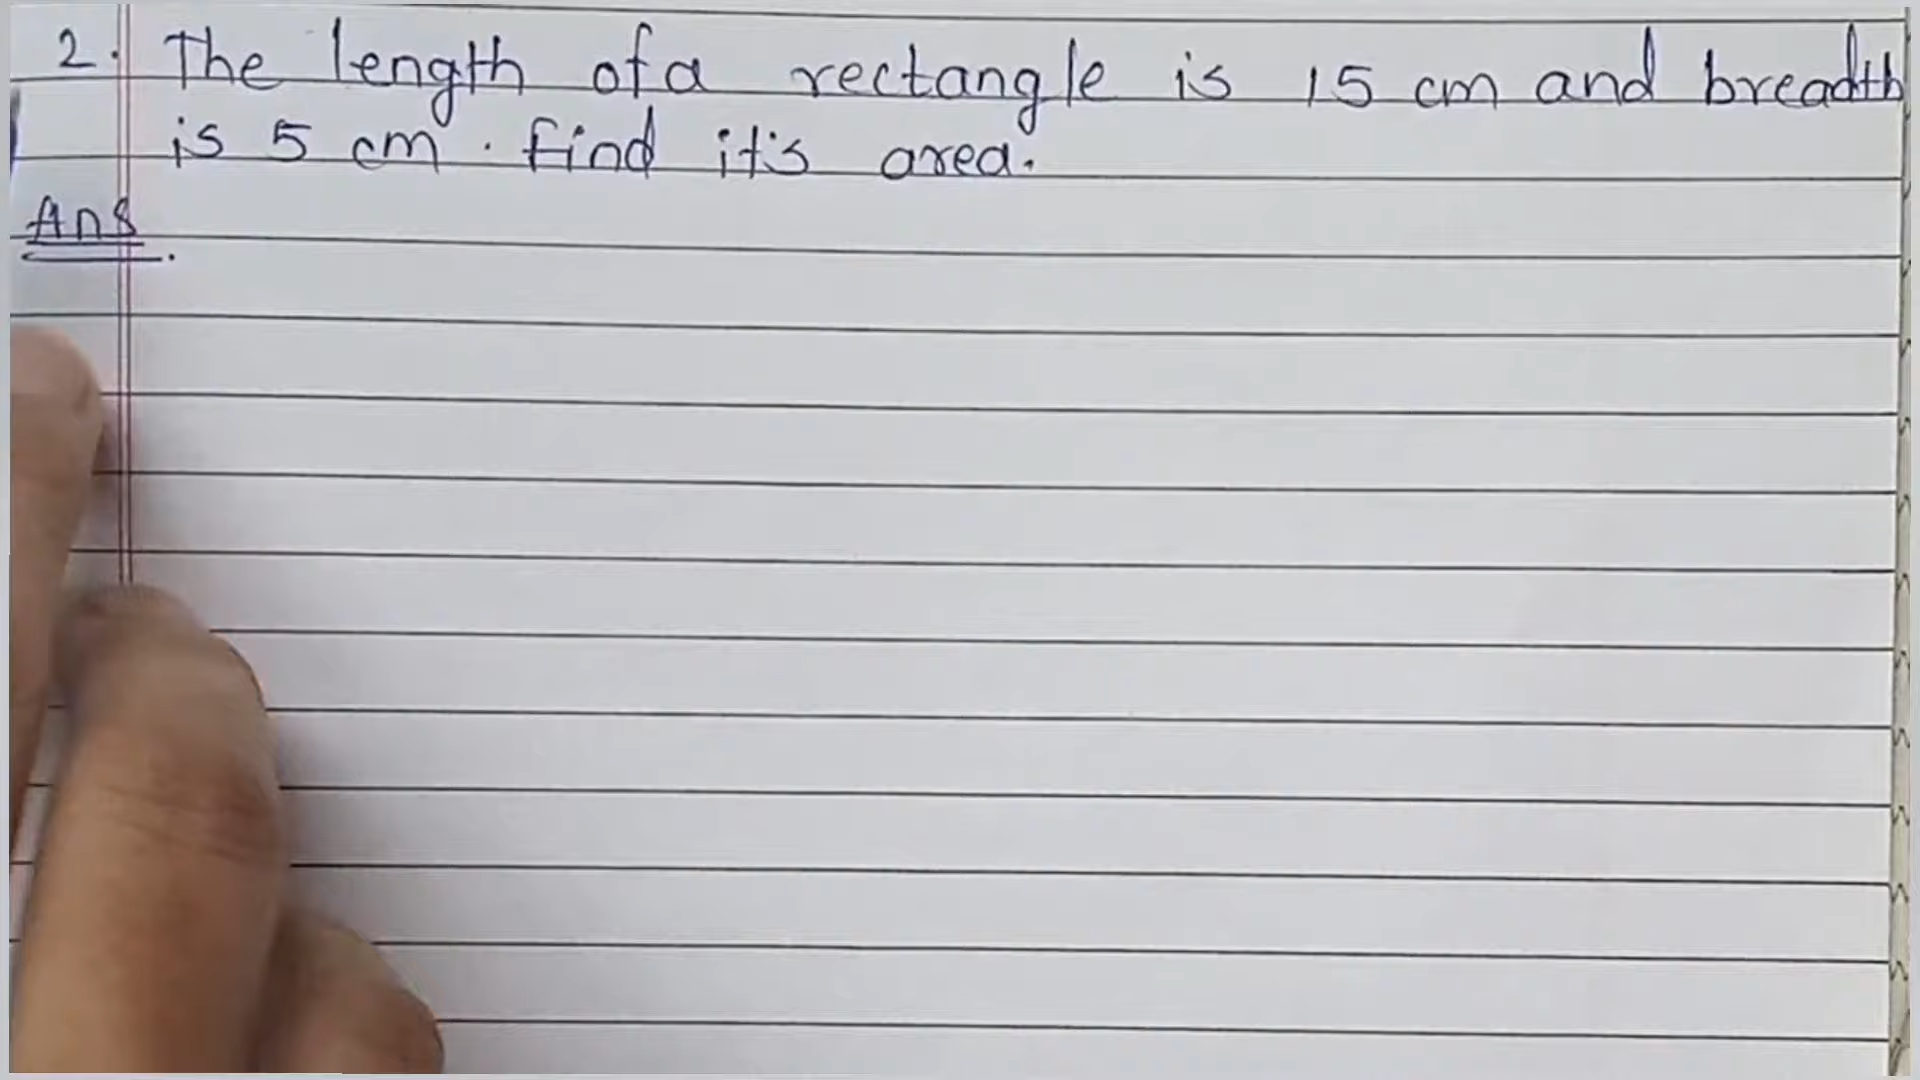 2. The length of a rectangle is 15 cm and breadth
is 5 cm. find it's area.
Ans.